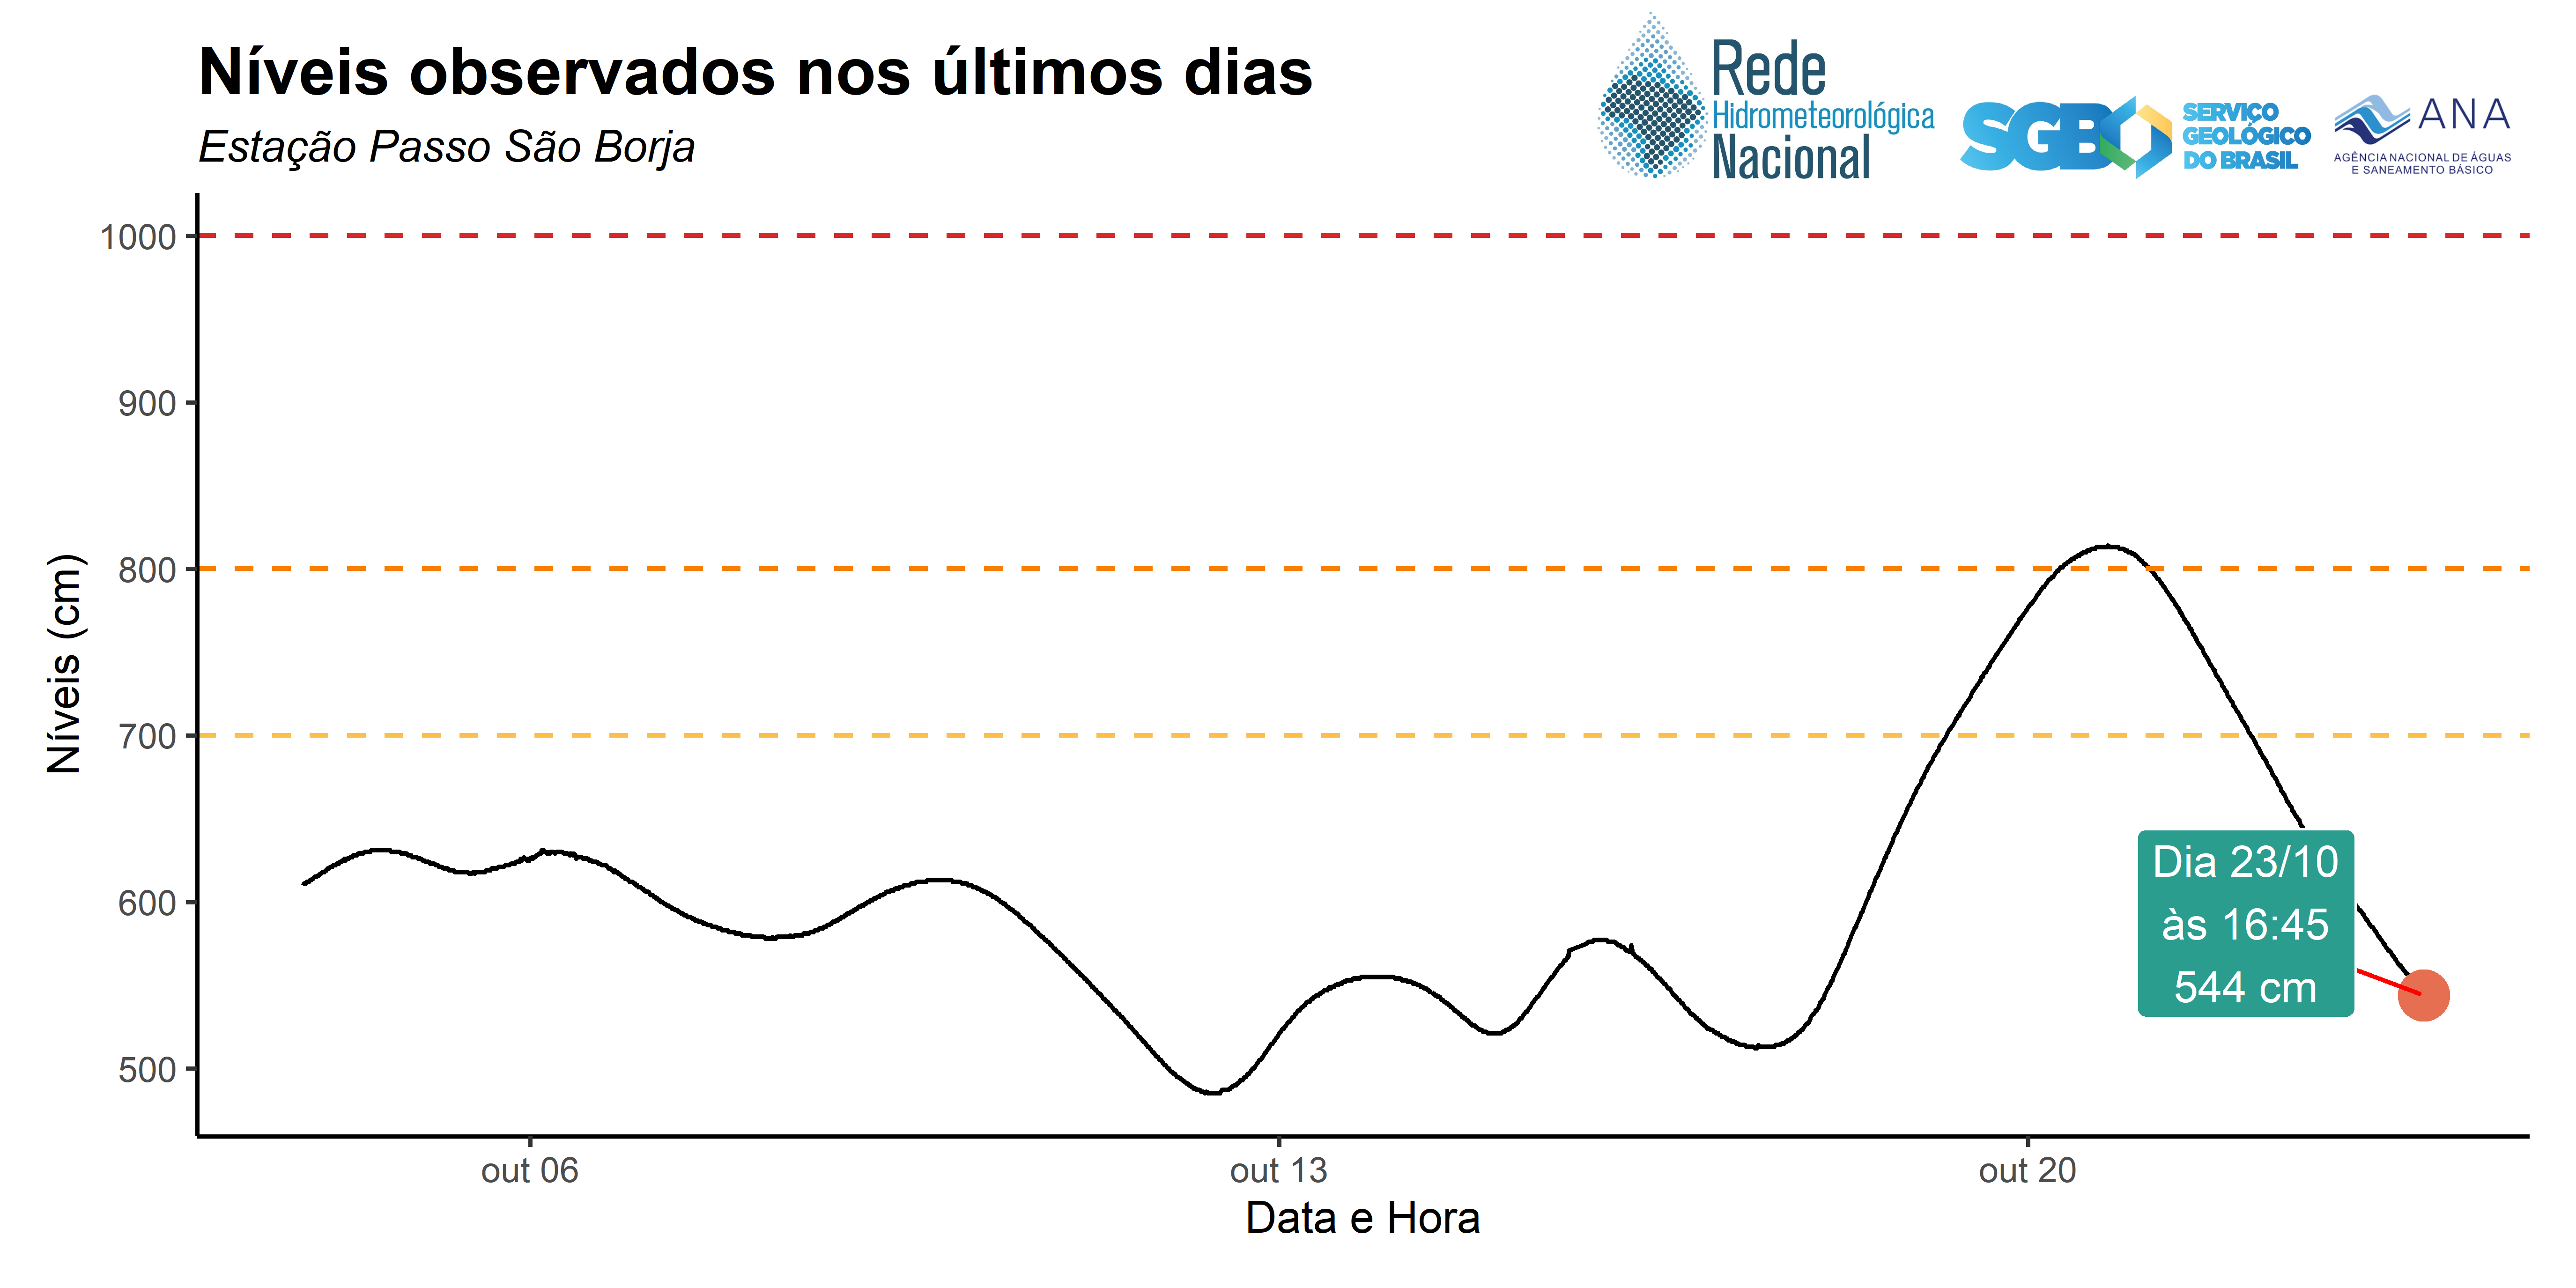 Níveis observados nos últimos dias
Estação Passo São Borja
Rede
Hidrometeorológica
Nacional
SGB
SERVIÇO
GEOLÓGICO
DO BRASIL
ANA
AGÊNCIA NACIONAL DE ÁGUAS
E SANEAMENTO BÁSICO
Níveis (cm)
1000
900
800
700
600
500
Dia 23/10
às 16:45
544 cm
out 06
out 13
out 20
Data e Hora